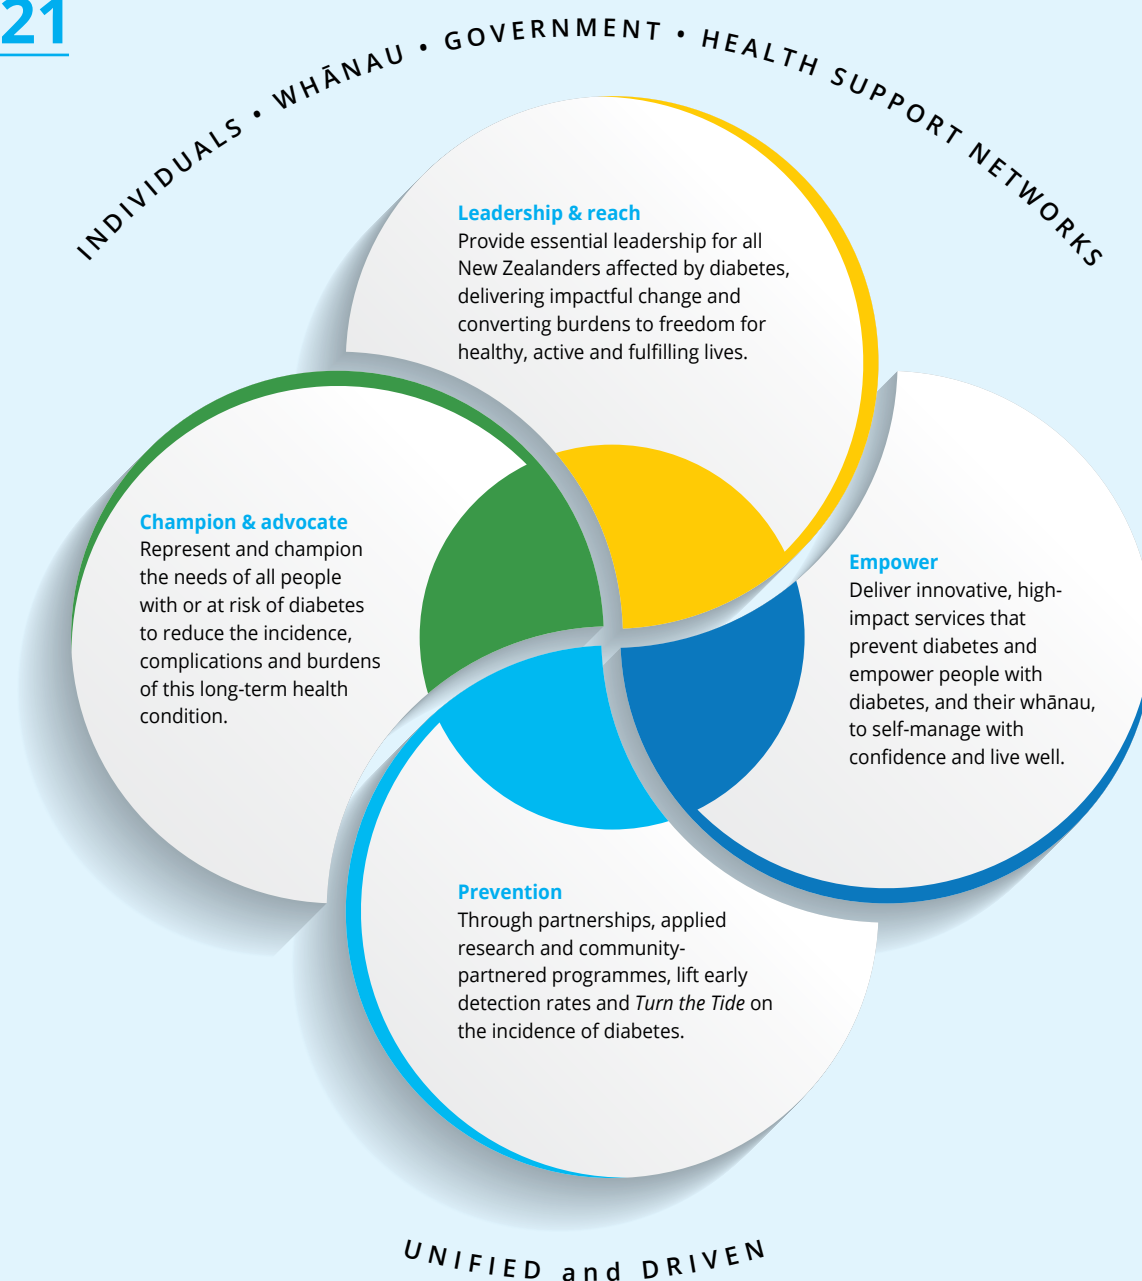 21
INDIVIDUALS • WHĀNAU • GOVERNMENT • HEALTH SUPPORT NETWORKS
Leadership & reach
Provide essential leadership for all
New Zealanders affected by diabetes,
delivering impactful change and
converting burdens to freedom for
healthy, active and fulfilling lives.
Champion & advocate
Represent and champion
the needs of all people
with or at risk of diabetes
to reduce the incidence,
complications and burdens
of this long-term health
condition.
Empower
Deliver innovative, high-
impact services that
prevent diabetes and
empower people with
diabetes, and their whānau,
to self-manage with
confidence and live well.
Prevention
Through partnerships, applied
research and community-
partnered programmes, lift early
detection rates and Turn the Tide on
the incidence of diabetes.
UNIFIED and DRIVEN